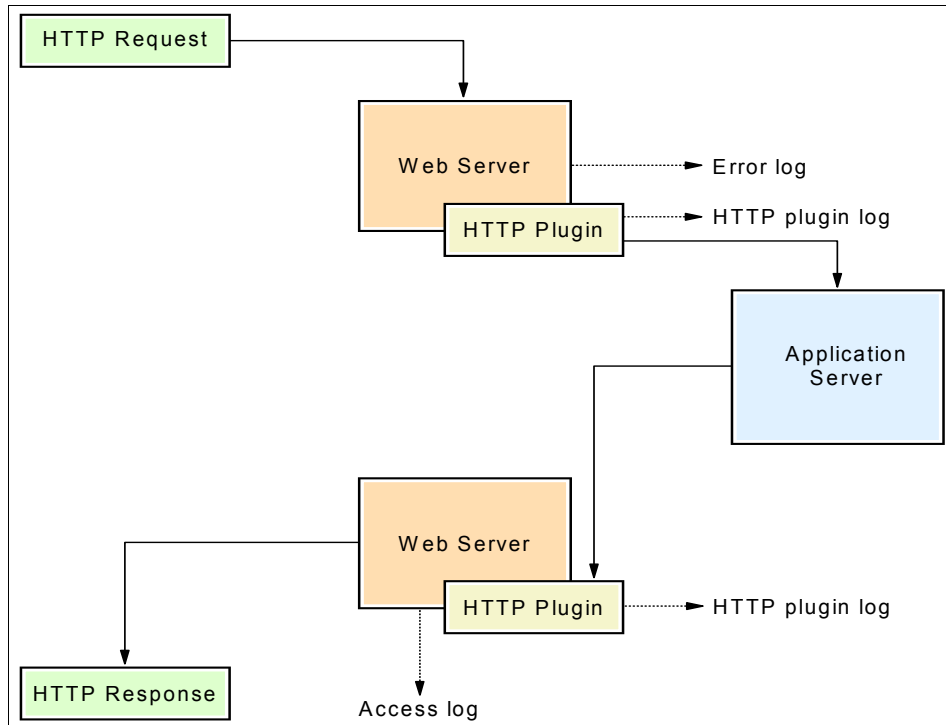 HTTP Request
Web Server
Error log
HTTP plugin log
HTTP Plugin
Application
Server
Web Server
HTTP Plugin
HTTP plugin log
HTTP Response
Access log